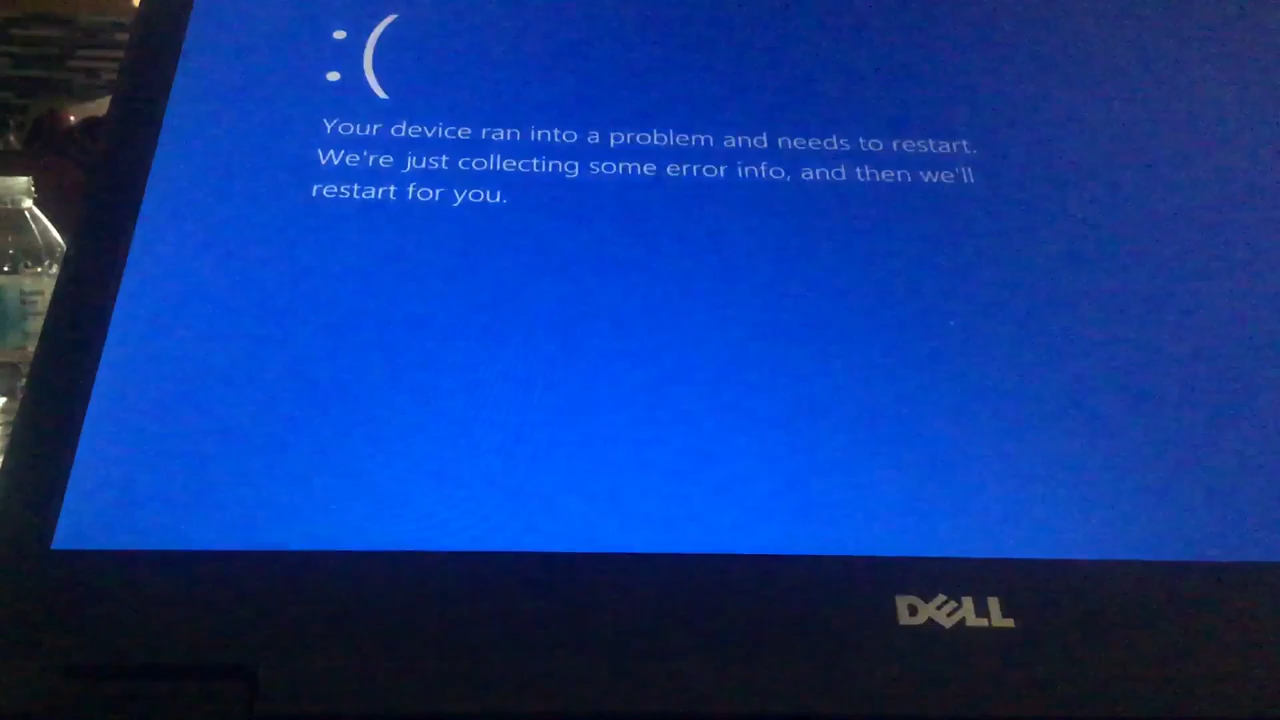 :(
Your device ran into a problem and needs to restart.
We're just collecting some error info, and then we'll
restart for you.
DELL